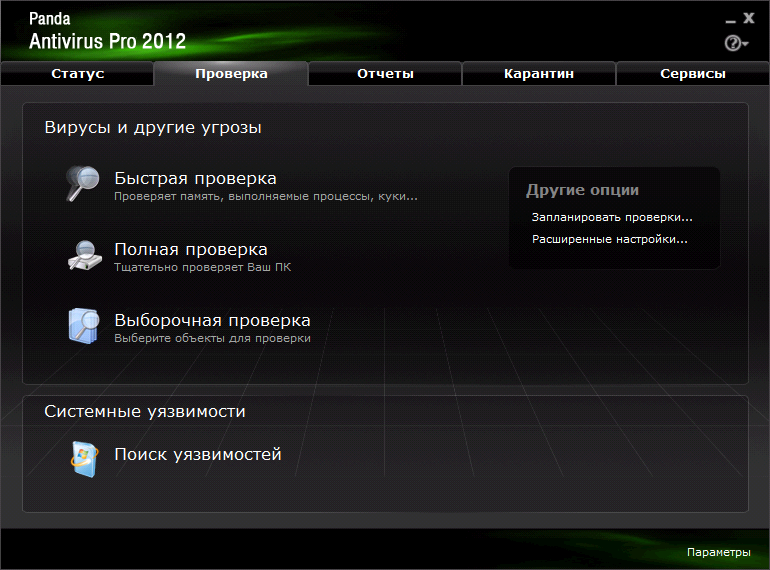 Panda
Antivirus Pro 2012
Статус
Проверка
Отчеты
Карантин
Сервисы
Вирусы и другие угрозы
Быстрая проверка
Проверяет память, выполняемые процессы, куки...
Полная проверка
Тщательно проверяет Ваш ПК
Выборочная проверка
Выберите объекты для проверки
Другие опции
Запланировать проверки...
Расширенные настройки...
Системные уязвимости
Поиск уязвимостей
Параметры